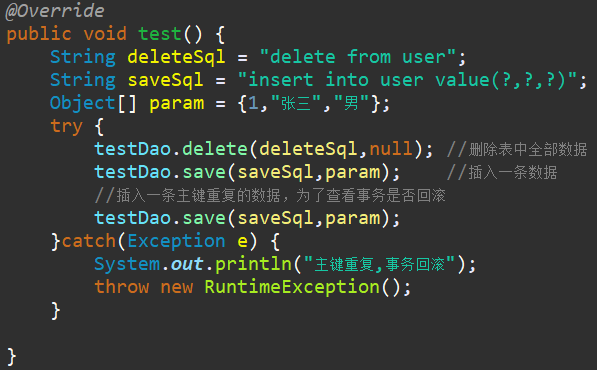 @Override
public void test() {
    String deleteSql = "delete from user";
    String saveSql = "insert into user value(?,?,?)";
    Object[] param = {1,"张三","男"};
    try {
        testDao.delete(deleteSql,null); //删除表中全部数据
        testDao.save(saveSql,param);    //插入一条数据
        //插入一条主键重复的数据，为了查看事务是否回滚
        testDao.save(saveSql,param);
    }catch(Exception e) {
        System.out.println("主键重复,事务回滚");
        throw new RuntimeException();
    }
}